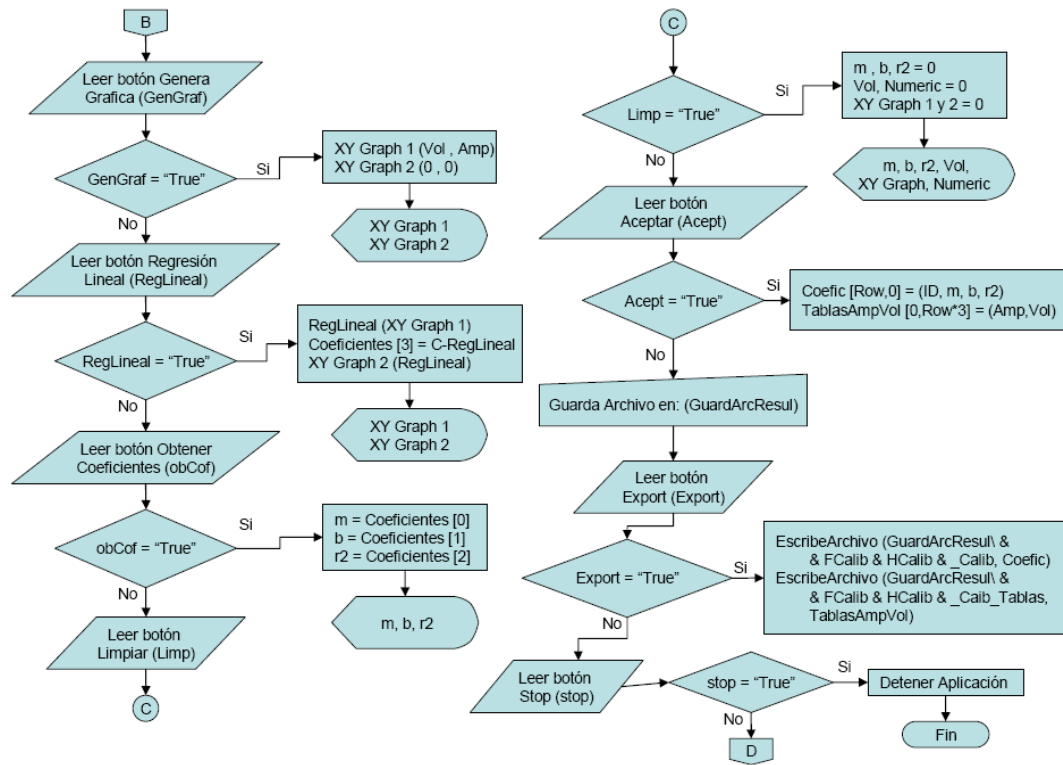 B
Leer botón Genera
Grafica (GenGraf)
GenGraf = “True”
Si
XY Graph 1 (Vol , Amp)
XY Graph 2 (0 , 0)
XY Graph 1
XY Graph 2
No
Leer botón Regresión
Lineal (RegLineal)
RegLineal = “True”
Si
RegLineal (XY Graph 1)
Coeficientes [3] = C-RegLineal
XY Graph 2 (RegLineal)
XY Graph 1
XY Graph 2
No
Leer botón Obtener
Coeficientes (obCof)
obCof = “True”
Si
m = Coeficientes [0]
b = Coeficientes [1]
r2 = Coeficientes [2]
m, b, r2
No
Leer botón
Limpiar (Limp)
C
C
Limp = “True”
Si
m , b, r2 = 0
Vol, Numeric = 0
XY Graph 1 y 2 = 0
m, b, r2, Vol,
XY Graph, Numeric
No
Leer botón
Aceptar (Acept)
Acept = “True”
Si
Coefic [Row,0] = (ID, m, b, r2)
TablasAmpVol [0,Row*3] = (Amp,Vol)
No
Guarda Archivo en: (GuardArcResul)
Leer botón
Export (Export)
Export = “True”
Si
EscribeArchivo (GuardArcResul\ &
& FCalib & HCalib & _Calib, Coefic)
EscribeArchivo (GuardArcResul\ &
& FCalib & HCalib & _Caib_Tablas,
TablasAmpVol)
No
Leer botón
Stop (stop)
stop = “True”
Si
Detener Aplicación
Fin
No
D